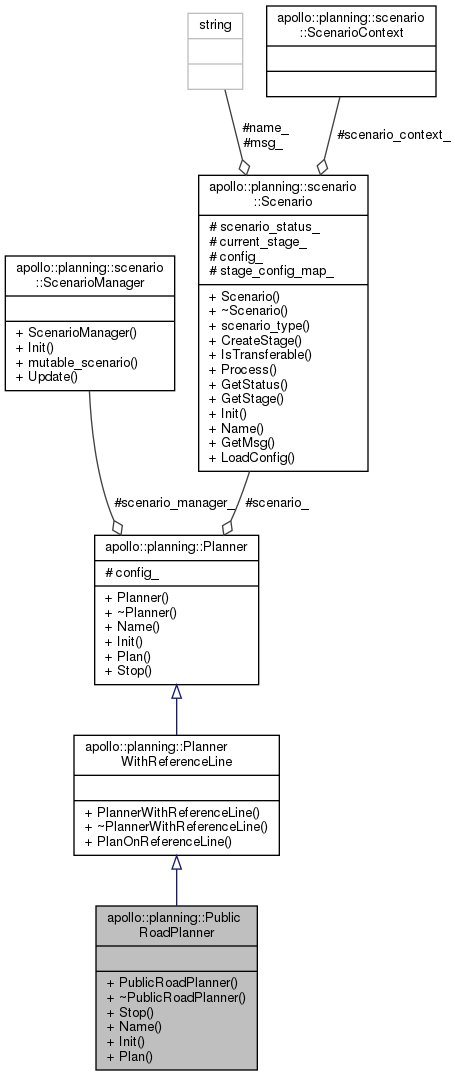 string
apollo::planning::scenario
::ScenarioContext
#name_
#msg_
#scenario_context_
apollo::planning::scenario
::Scenario
# scenario_status_
# current_stage_
# config_
# stage_config_map_
+ Scenario()
+ ~Scenario()
+ scenario_type()
+ CreateStage()
+ IsTransferable()
+ Process()
+ GetStatus()
+ GetStage()
+ Init()
+ Name()
+ GetMsg()
+ LoadConfig()
apollo::planning::scenario
::ScenarioManager
+ ScenarioManager()
+ Init()
+ mutable_scenario()
+ Update()
#scenario_manager_
#scenario_
apollo::planning::Planner
# config_
+ Planner()
+ ~Planner()
+ Name()
+ Init()
+ Plan()
+ Stop()
apollo::planning::Planner
WithReferenceLine
+ PlannerWithReferenceLine()
+ ~PlannerWithReferenceLine()
+ PlanOnReferenceLine()
apollo::planning::Public
RoadPlanner
+ PublicRoadPlanner()
+ ~PublicRoadPlanner()
+ Stop()
+ Name()
+ Init()
+ Plan()